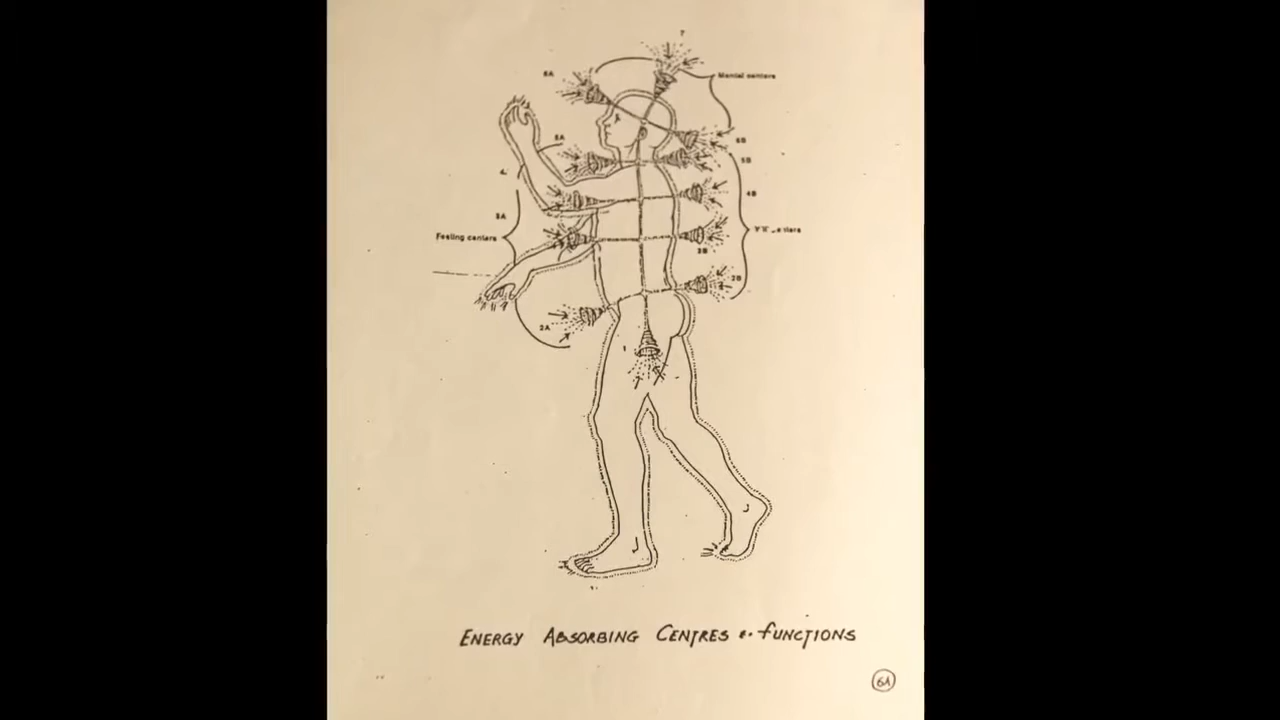 7
6A
Mental centers
5A
6B
5B
4.
4B
3A
Feeling centers
3B
2B
2A
1
ENERGY ABSORBING CENTRES & FUNCTIONS
6A